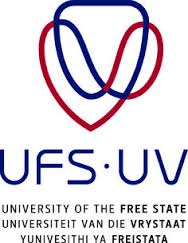 UFS·UV
UNIVERSITY OF THE FREE STATE
UNIVERSITEIT VAN DIE VRYSTAAT
YUNIVESITHI YA FREISTATA